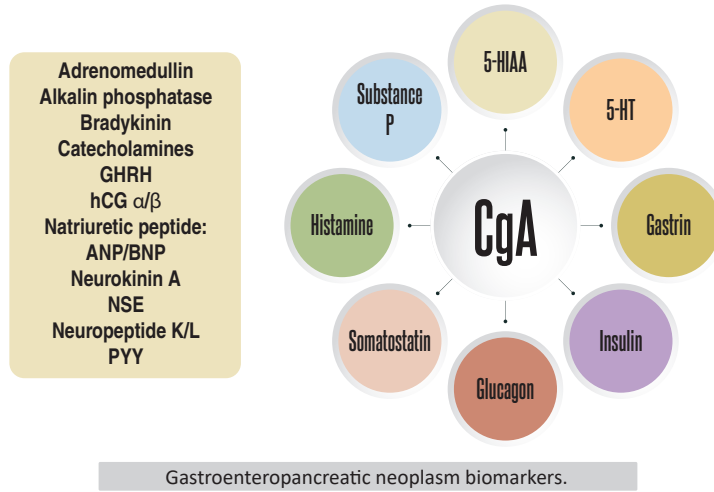 Adrenomedullin
Alkalin phosphatase
Bradykinin
Catecholamines
GHRH
hCG α/β
Natriuretic peptide:
ANP/BNP
Neurokinin A
NSE
Neuropeptide K/L
PYY
5-HIAA
5-HT
Gastrin
Insulin
Glucagon
Somatostatin
Histamine
Substance
P
CgA
Gastroenteropancreatic neoplasm biomarkers.